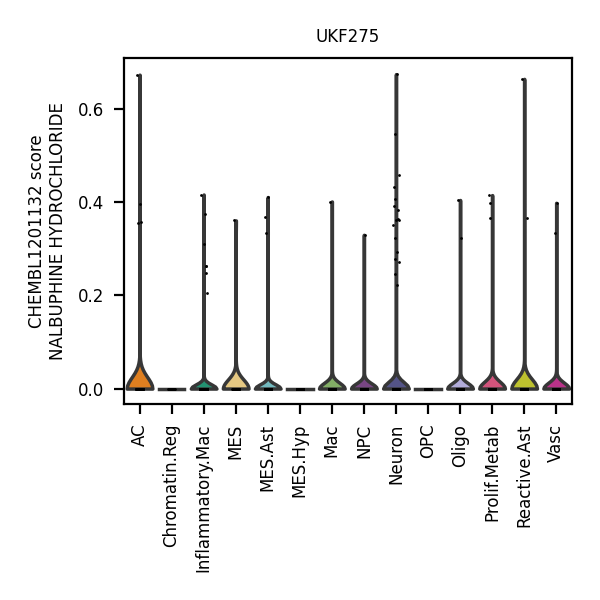 UKF275
CHEMBL1201132 score
NALBUPHINE HYDROCHLORIDE
0.6
0.4
0.2
0.0
AC
Chromatin.Reg
Inflammatory.Mac
MES
MES.Ast
MES.Hyp
Mac
NPC
Neuron
OPC
Oligo
Prolif.Metab
Reactive.Ast
Vasc